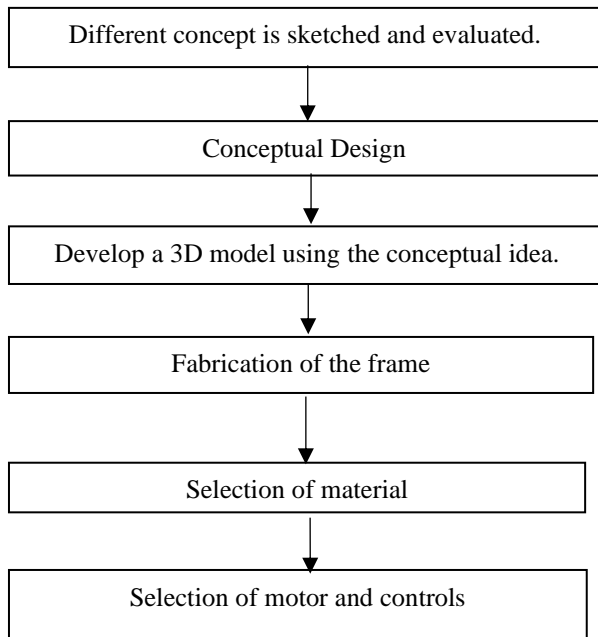 Different concept is sketched and evaluated.
Conceptual Design
Develop a 3D model using the conceptual idea.
Fabrication of the frame
Selection of material
Selection of motor and controls